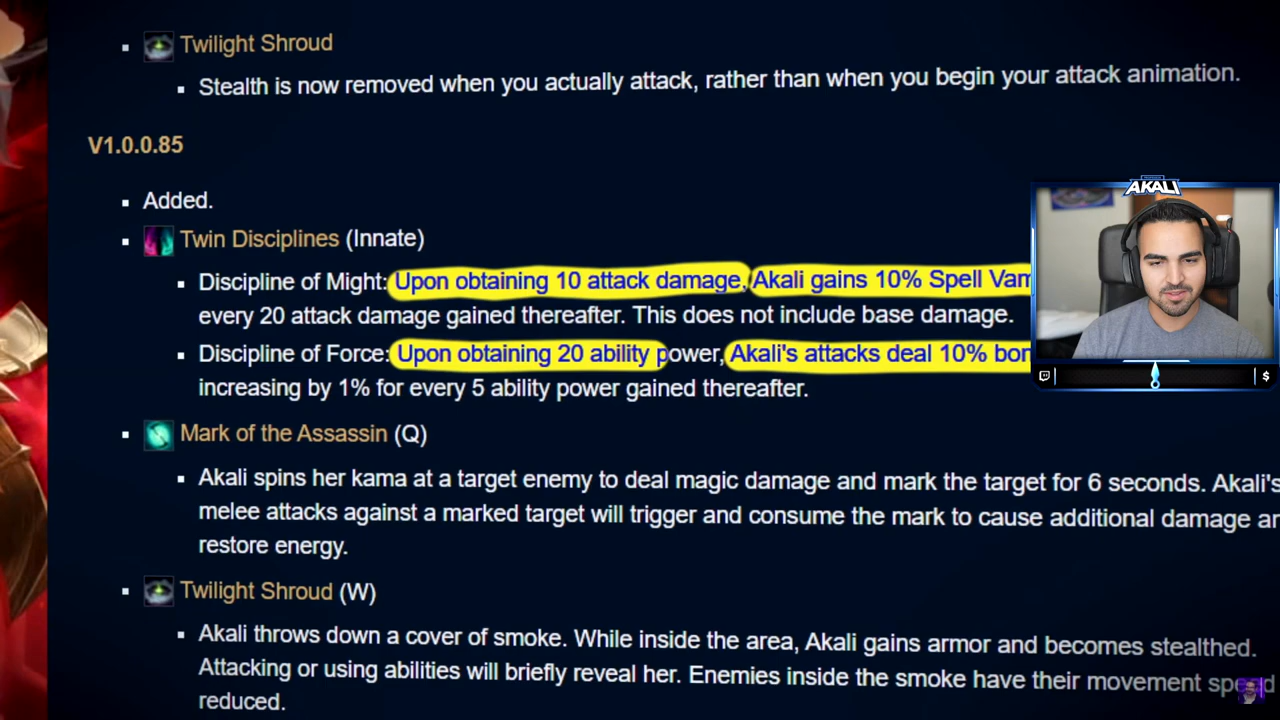 Twilight Shroud
Stealth is now removed when you actually attack, rather than when you begin your attack animation.
V1.0.0.85
Added.
Twin Disciplines (Innate)
Discipline of Might: Upon obtaining 10 attack damage, Akali gains 10% Spell Vam
every 20 attack damage gained thereafter. This does not include base damage.
Discipline of Force: Upon obtaining 20 ability power, Akali's attacks deal 10% bon
increasing by 1% for every 5 ability power gained thereafter.
Mark of the Assassin (Q)
Akali spins her kama at a target enemy to deal magic damage and mark the target for 6 seconds. Akali's
melee attacks against a marked target will trigger and consume the mark to cause additional damage an
restore energy.
Twilight Shroud (W)
Akali throws down a cover of smoke. While inside the area, Akali gains armor and becomes stealthed.
Attacking or using abilities will briefly reveal her. Enemies inside the smoke have their movement speed
reduced.
AKALI
$